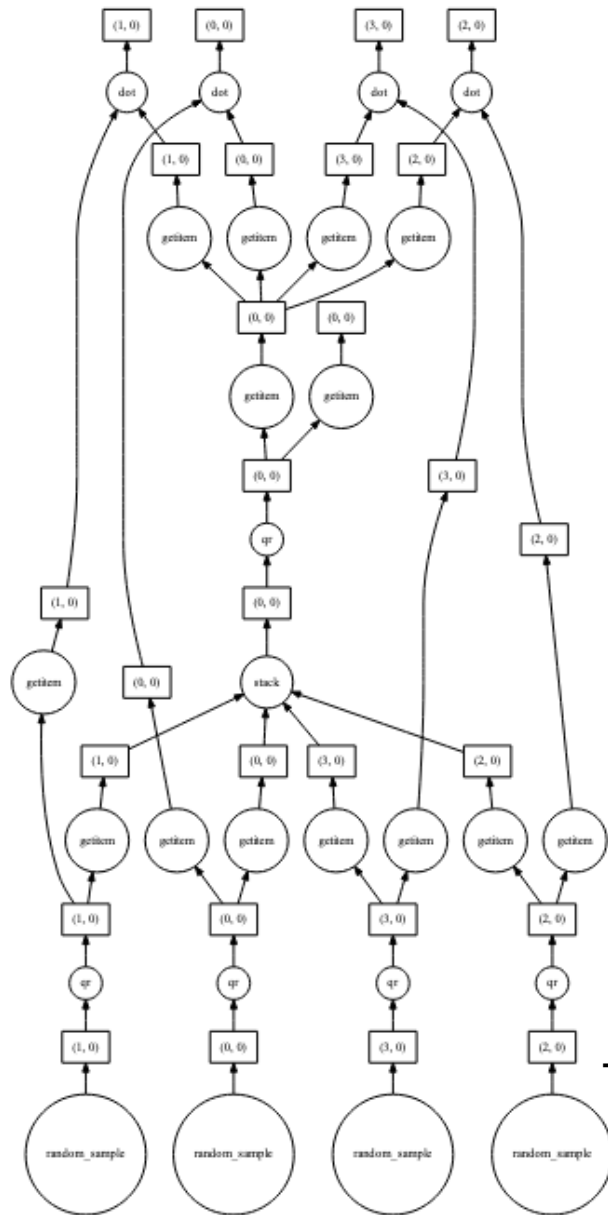 (1, 0) (0, 0) (3, 0) (2, 0)
dot dot dot dot
(1, 0) (0, 0) (3, 0) (2, 0)
getitem getitem getitem getitem
(0, 0) (0, 0)
getitem getitem
(0, 0) (3, 0)
qr (2, 0)
(1, 0) (0, 0)
getitem (0, 0) stack
(1, 0) (0, 0) (3, 0) (2, 0)
getitem getitem getitem getitem getitem getitem getitem
(1, 0) (0, 0) (3, 0) (2, 0)
qr qr qr qr
(1, 0) (0, 0) (3, 0) (2, 0)
random_sample random_sample random_sample random_sample